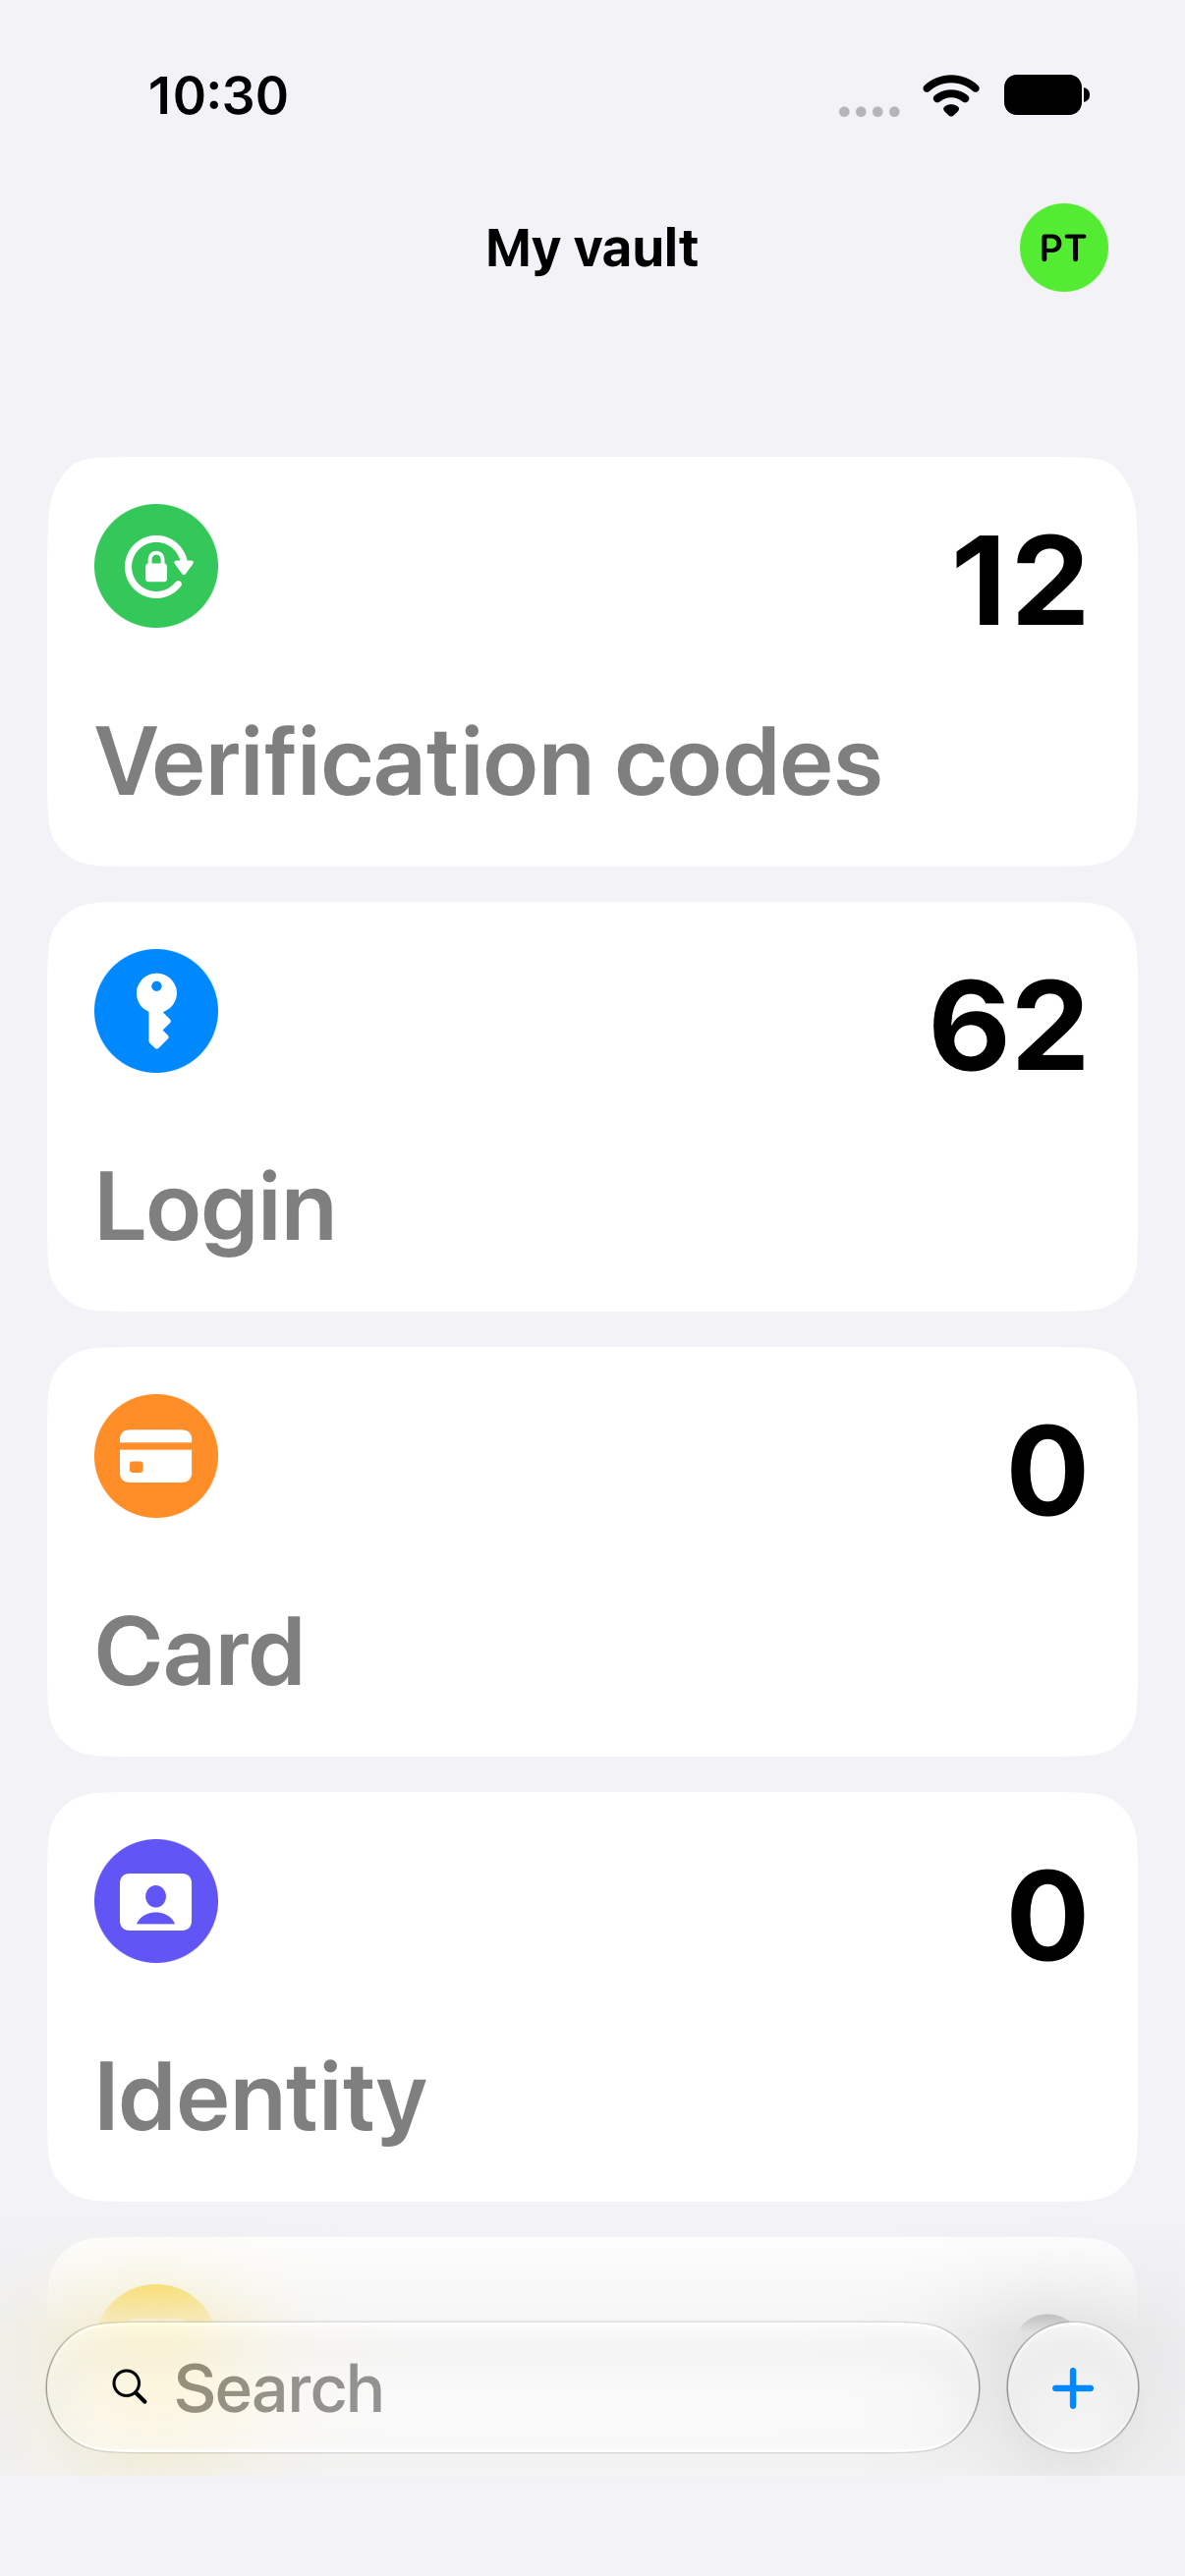 10:30
My vault
PT
12
Verification codes
62
Login
0
Card
0
Identity
Search